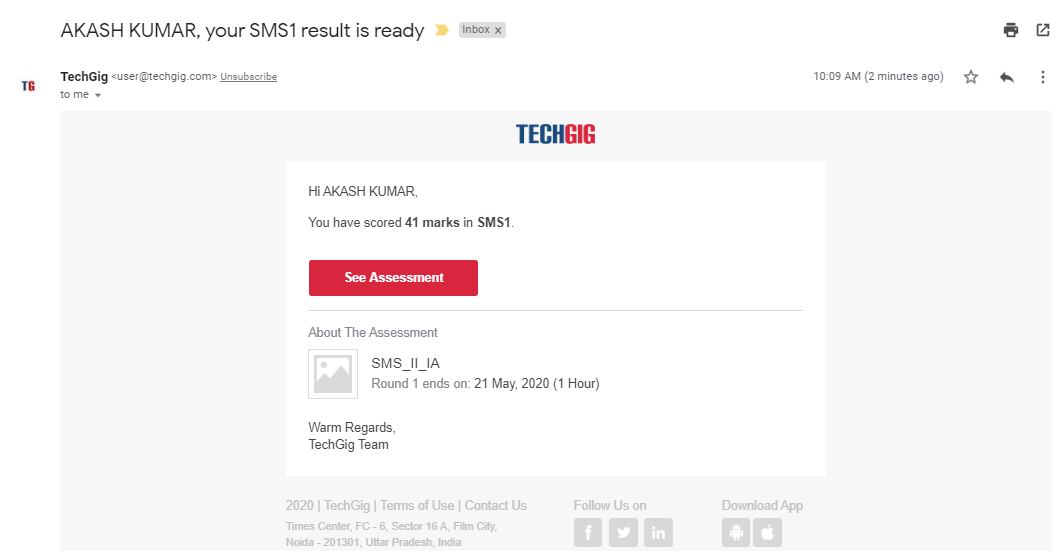 AKASH KUMAR, your SMS1 result is ready
Inbox x
TG
TechGig <user@techgig.com> Unsubscribe
10:09 AM (2 minutes ago)
to me
TECHGIG
Hi AKASH KUMAR,
You have scored 41 marks in SMS1.
See Assessment
About The Assessment
SMS_II_IA
Round 1 ends on: 21 May, 2020 (1 Hour)
Warm Regards,
TechGig Team
2020 | TechGig | Terms of Use | Contact Us
Times Center, FC - 6, Sector 16 A, Film City,
Noida - 201301, Uttar Pradesh, India
Follow Us on
Download App